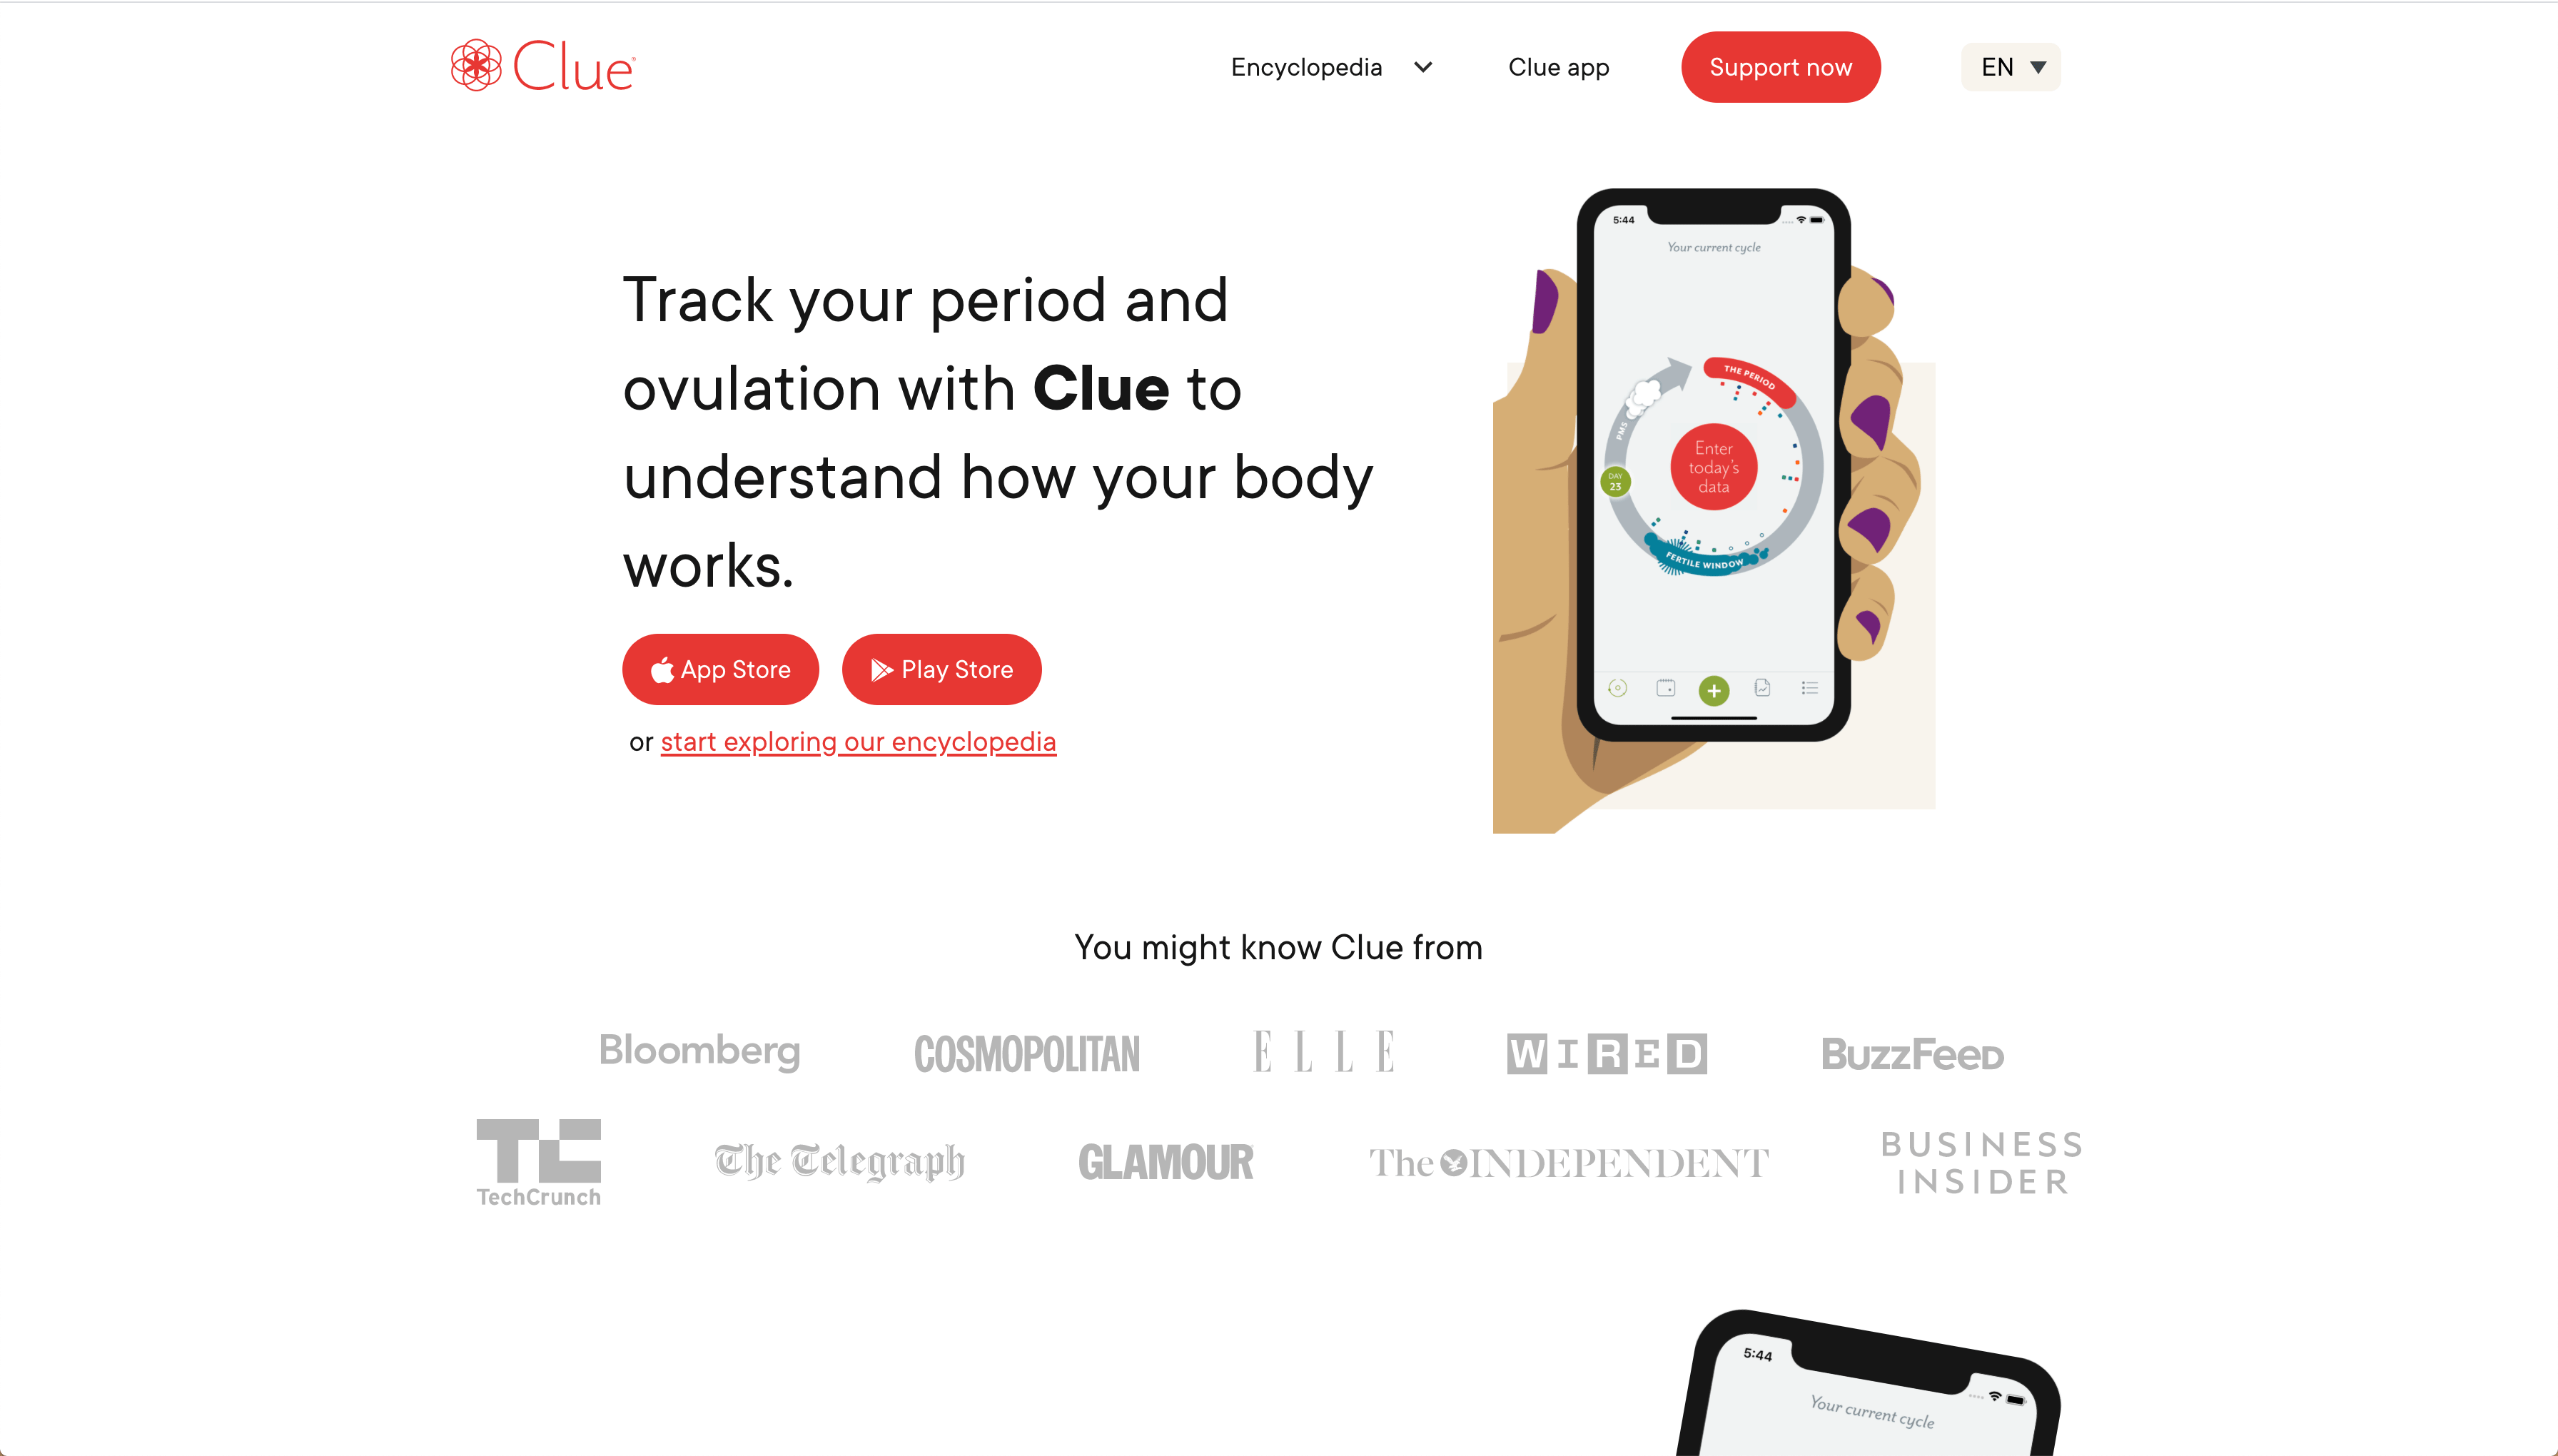 Clue
Encyclopedia
Clue app
Support now
EN
Track your period and
ovulation with Clue to
understand how your body
works.
App Store
Play Store
or start exploring our encyclopedia
5:44
Your current cycle
THE PERIOD
PMS
Enter
today's
data
DAY
23
FERTILE WINDOW
You might know Clue from
Bloomberg
COSMOPOLITAN
ELLE
WIRED
BuzzFeeD
TC
TechCrunch
The Telegraph
GLAMOUR
The INDEPENDENT
BUSINESS
INSIDER
5:44
Your current cycle